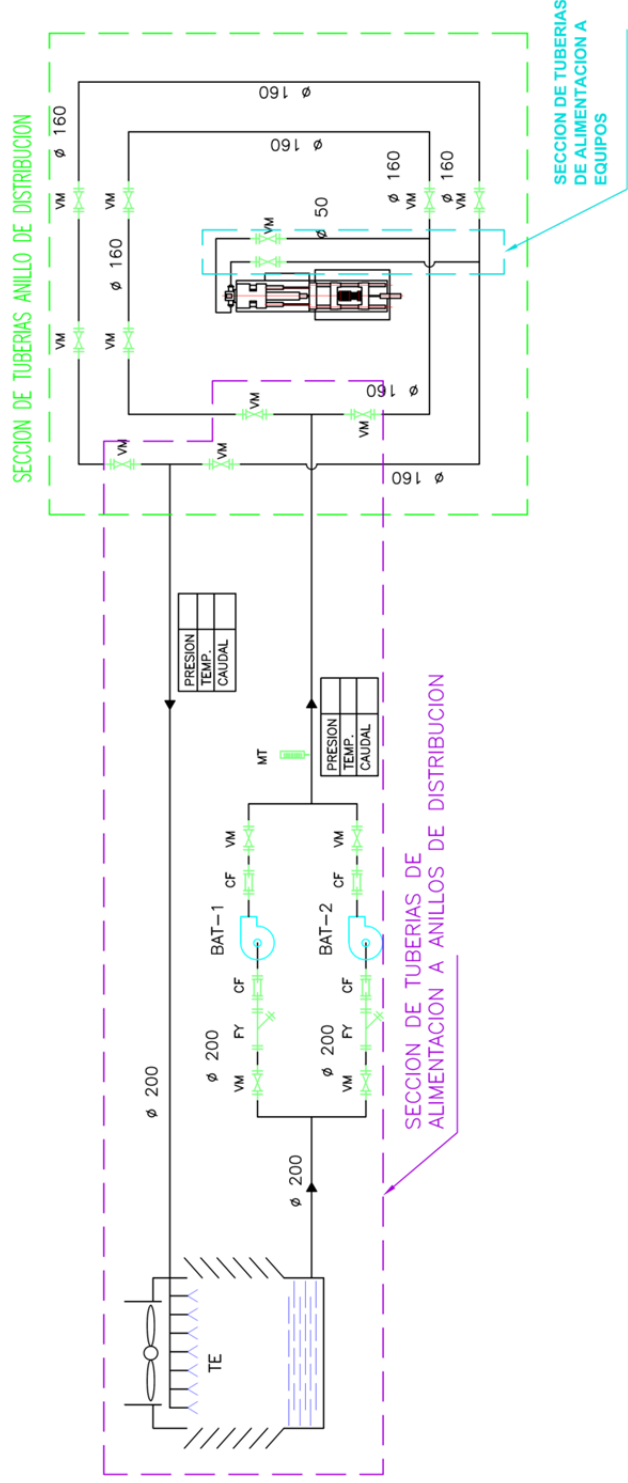 SECCION DE TUBERIAS ANILLO DE DISTRIBUCION
VM
ø 160
VM
VM
VM
ø 160
ø 160
ø 160
ø 160
VM
ø 160
VM
ø 50
VM
SECCION DE TUBERIAS
DE ALIMENTACION A
EQUIPOS
VM
VM
VM
VM
ø 160
ø 160
PRESION
TEMP.
CAUDAL
PRESION
TEMP.
CAUDAL
MT
VM
CF
BAT-1
CF
FY
VM
ø 200
VM
CF
BAT-2
CF
FY
VM
ø 200
ø 200
ø 200
TE
SECCION DE TUBERIAS DE
ALIMENTACION A ANILLOS DE DISTRIBUCION